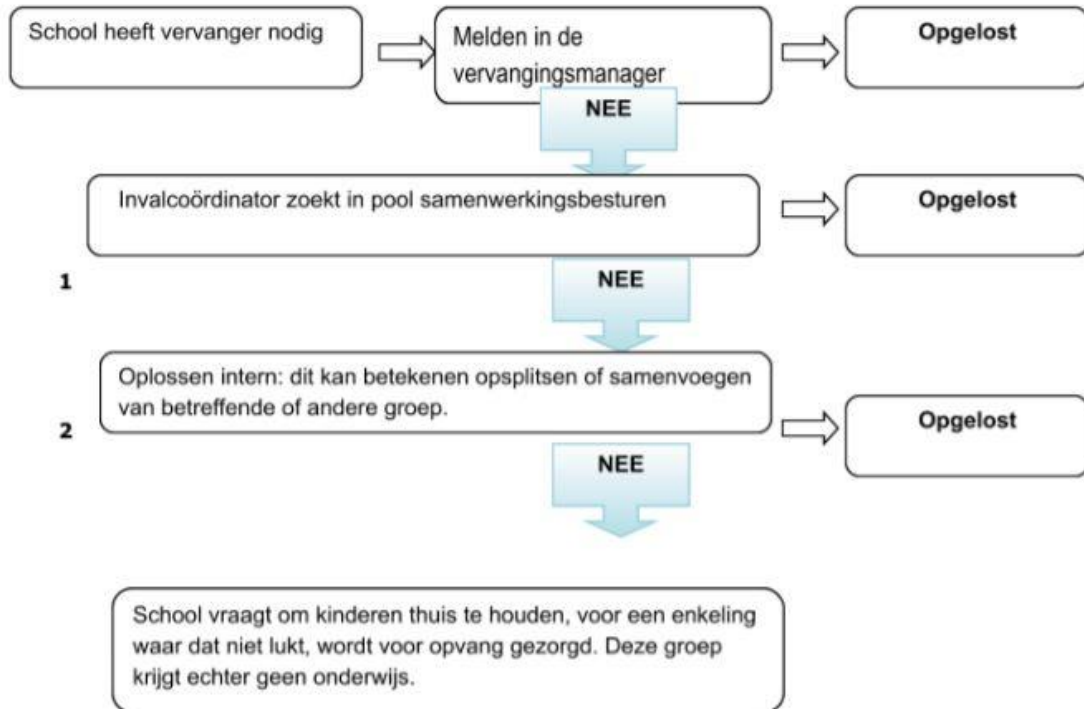 School heeft vervanger nodig
Melden in de
vervangingsmanager
Opgelost
NEE
Invalcoördinator zoekt in pool samenwerkingsbesturen
Opgelost
1
NEE
Oplossen intern: dit kan betekenen opsplitsen of samenvoegen
van betreffende of andere groep.
Opgelost
2
NEE
School vraagt om kinderen thuis te houden, voor een enkeling
waar dat niet lukt, wordt voor opvang gezorgd. Deze groep
krijgt echter geen onderwijs.